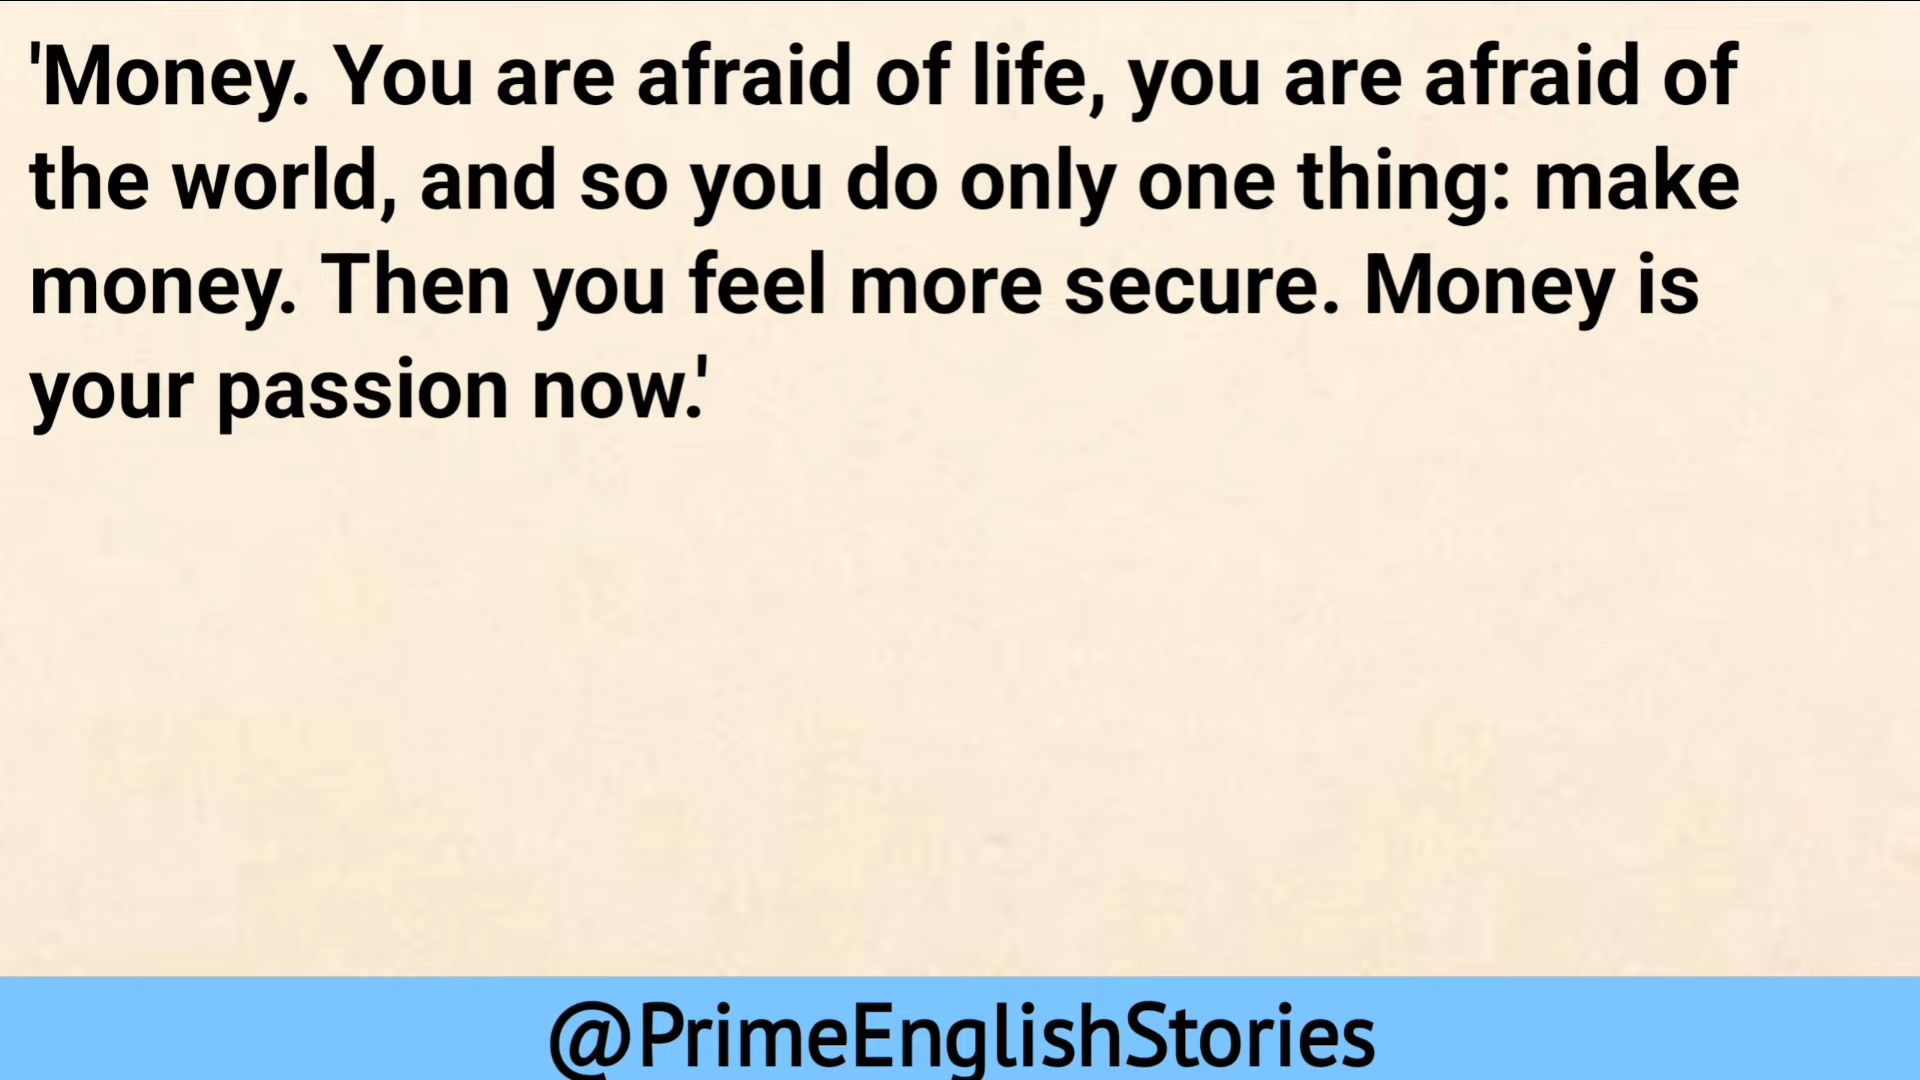 'Money. You are afraid of life, you are afraid of
the world, and so you do only one thing: make
money. Then you feel more secure. Money is
your passion now.'
@PrimeEnglishStories